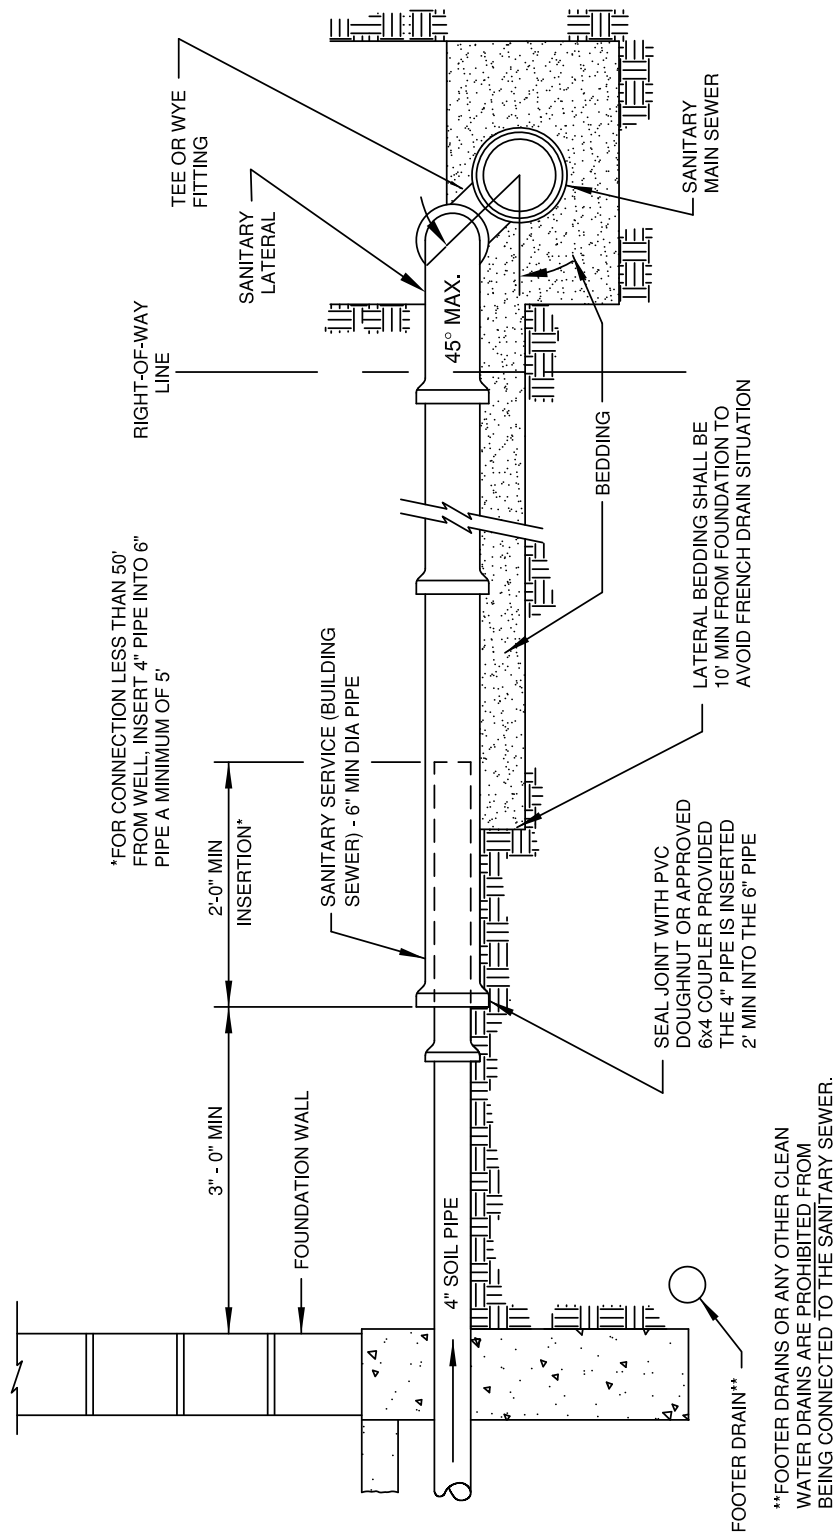 *FOR CONNECTION LESS THAN 50'
FROM WELL, INSERT 4" PIPE INTO 6"
PIPE A MINIMUM OF 5'
RIGHT-OF-WAY
LINE
TEE OR WYE
FITTING
SANITARY
LATERAL
3" - 0" MIN
2'-0" MIN
INSERTION*
FOUNDATION WALL
SANITARY SERVICE (BUILDING
SEWER) - 6" MIN DIA PIPE
4" SOIL PIPE
45° MAX.
BEDDING
SANITARY
MAIN SEWER
SEAL JOINT WITH PVC
DOUGHNUT OR APPROVED
6x4 COUPLER PROVIDED
THE 4" PIPE IS INSERTED
2' MIN INTO THE 6" PIPE
LATERAL BEDDING SHALL BE
10' MIN FROM FOUNDATION TO
AVOID FRENCH DRAIN SITUATION
FOOTER DRAIN**
**FOOTER DRAINS OR ANY OTHER CLEAN
WATER DRAINS ARE PROHIBITED FROM
BEING CONNECTED TO THE SANITARY SEWER.